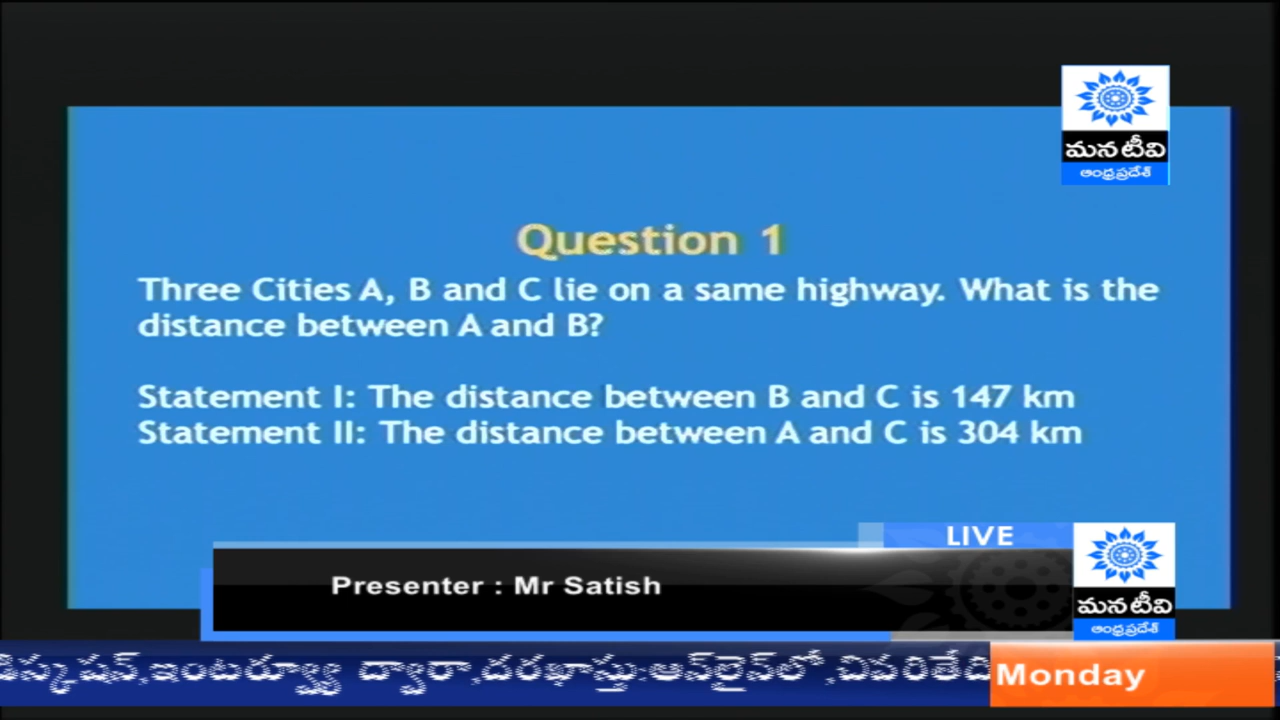 మన టీవి
ఆంధ్రప్రదేశ్
Question 1
Three Cities A, B and C lie on a same highway. What is the
distance between A and B?
Statement I: The distance between B and C is 147 km
Statement II: The distance between A and C is 304 km
LIVE
Presenter : Mr Satish
మన టీవి
ఆంధ్రప్రదేశ్
ఇంటర్వ్యూ ద్వారా,దరఖాస్తు:ఆన్‌లైన్‌లో
Monday